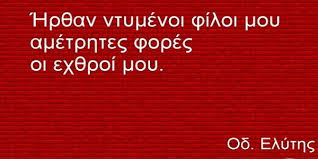 Ήρθαν ντυμένοι φίλοι μου
αμέτρητες φορές
οι εχθροί μου.
Οδ. Ελύτης